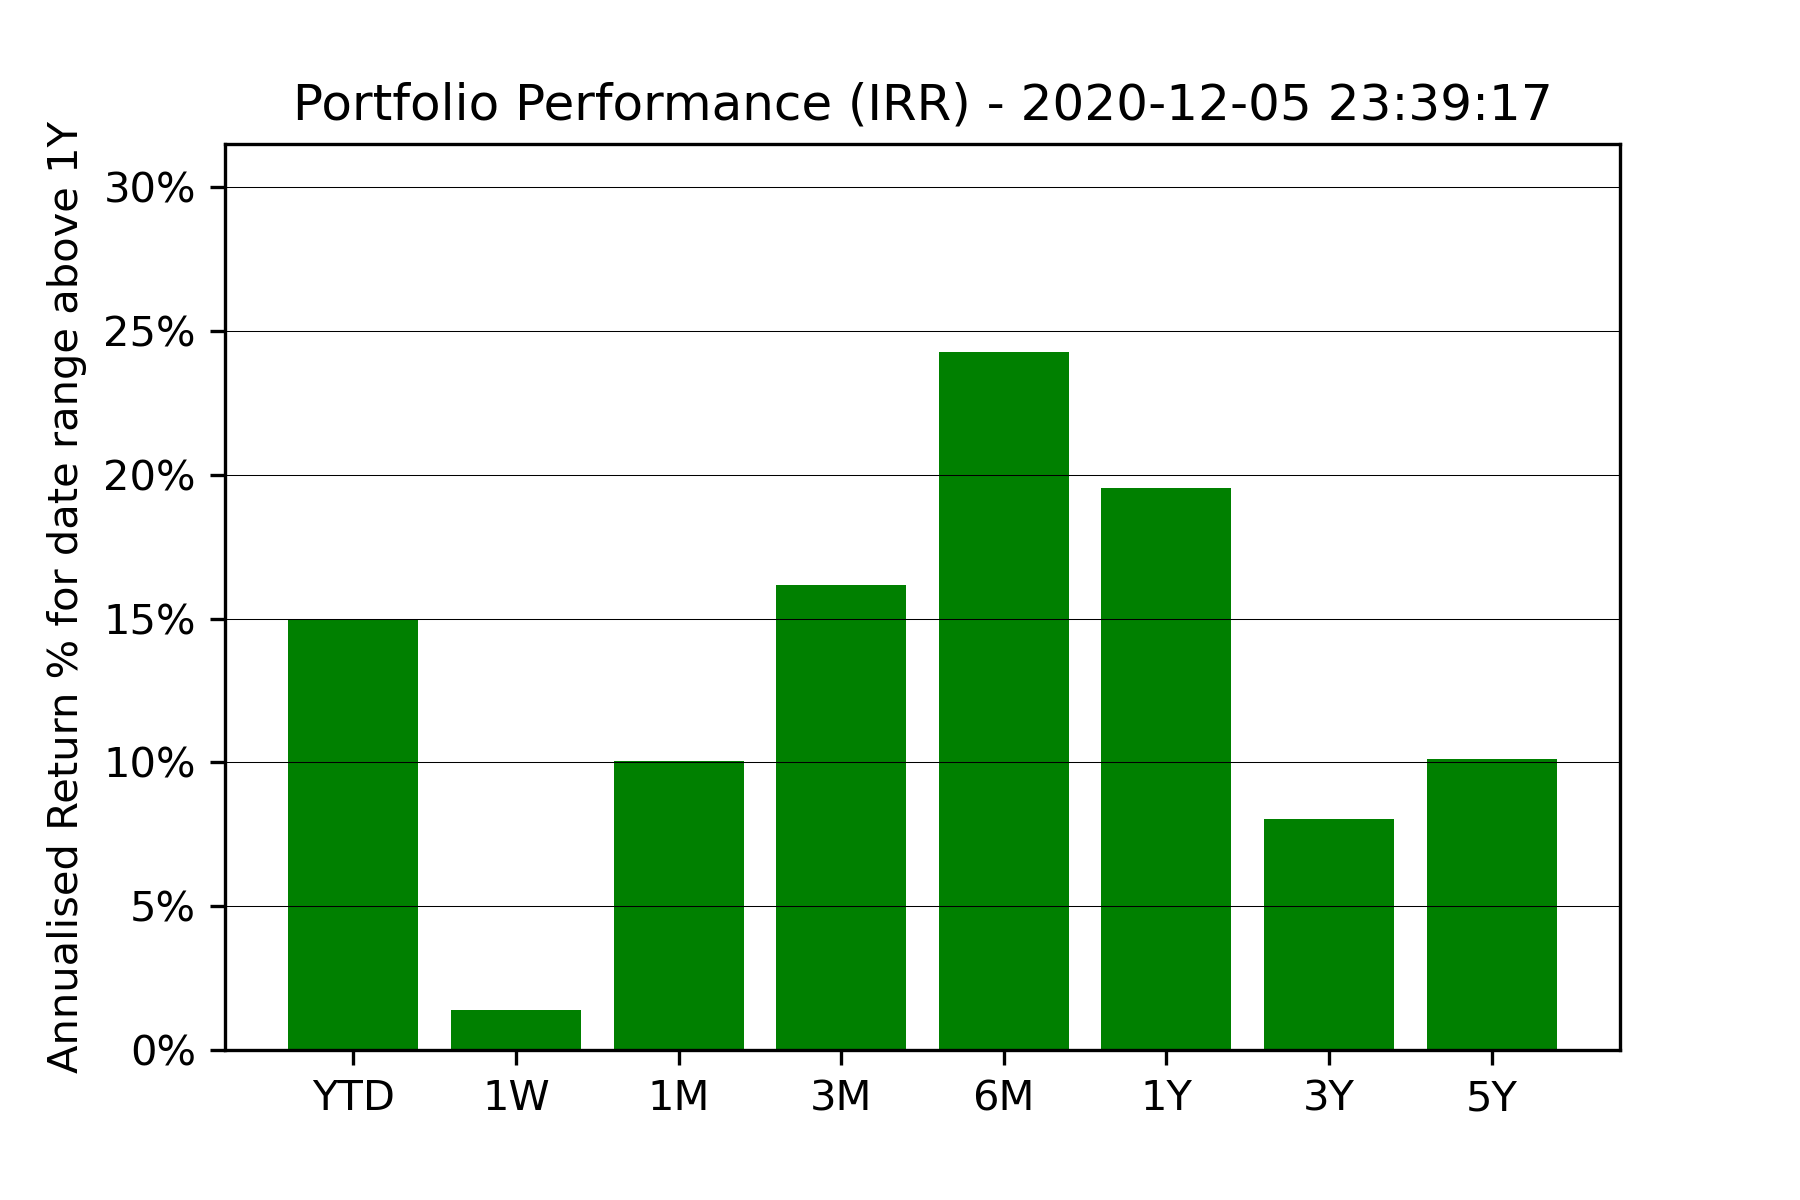 Portfolio Performance (IRR) - 2020-12-05 23:39:17
Annualised Return % for date range above 1Y
30%
25%
20%
15%
10%
5%
0%
YTD 1W 1M 3M 6M 1Y 3Y 5Y